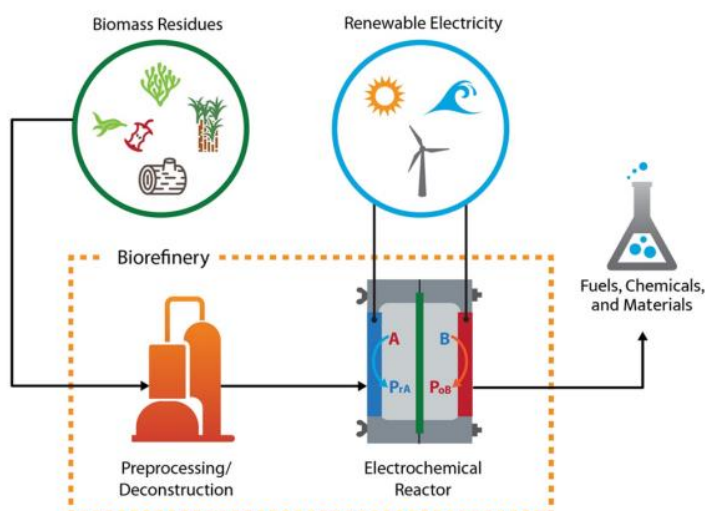 Biomass Residues
Renewable Electricity
Biorefinery
Fuels, Chemicals,
and Materials
A
B
PrA
PoB
Preprocessing/
Deconstruction
Electrochemical
Reactor